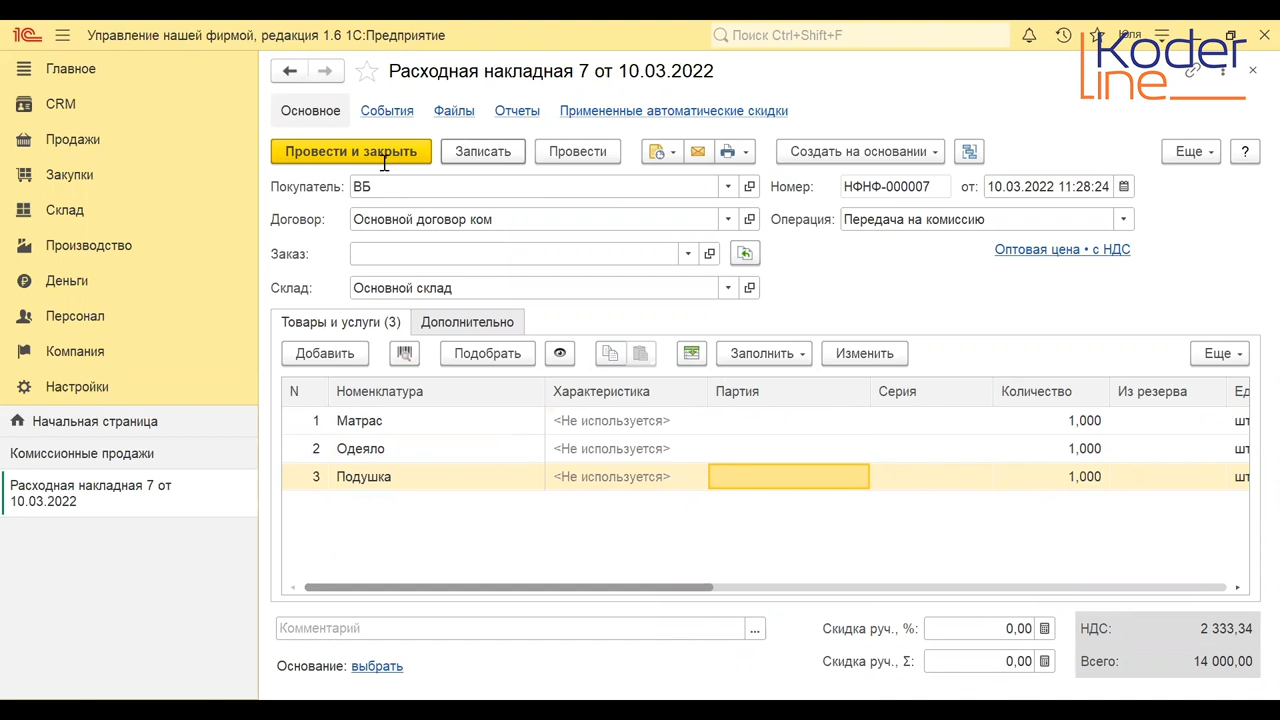 1С Управление нашей фирмой, редакция 1.6 1С:Предприятие Поиск Ctrl+Shift+F Юля
Koder
line
Главное
CRM
Продажи
Закупки
Склад
Производство
Деньги
Персонал
Компания
Настройки
Начальная страница
Комиссионные продажи
Расходная накладная 7 от
10.03.2022
Расходная накладная 7 от 10.03.2022
Основное События Файлы Отчеты Примененные автоматические скидки
Провести и закрыть Записать Провести Создать на основании Еще ?
Покупатель: ВБ Номер: НФНФ-000007 от: 10.03.2022 11:28:24
Договор: Основной договор ком Операция: Передача на комиссию
Заказ: Оптовая цена • с НДС
Склад: Основной склад
Товары и услуги (3) Дополнительно
Добавить Подобрать Заполнить Изменить Еще
N Номенклатура Характеристика Партия Серия Количество Из резерва Ед
1 Матрас <Не используется> 1,000 шт
2 Одеяло <Не используется> 1,000 шт
3 Подушка <Не используется> 1,000 шт
Комментарий ... Скидка руч., %: 0,00 НДС: 2 333,34
Основание: выбрать Скидка руч., Σ: 0,00 Всего: 14 000,00